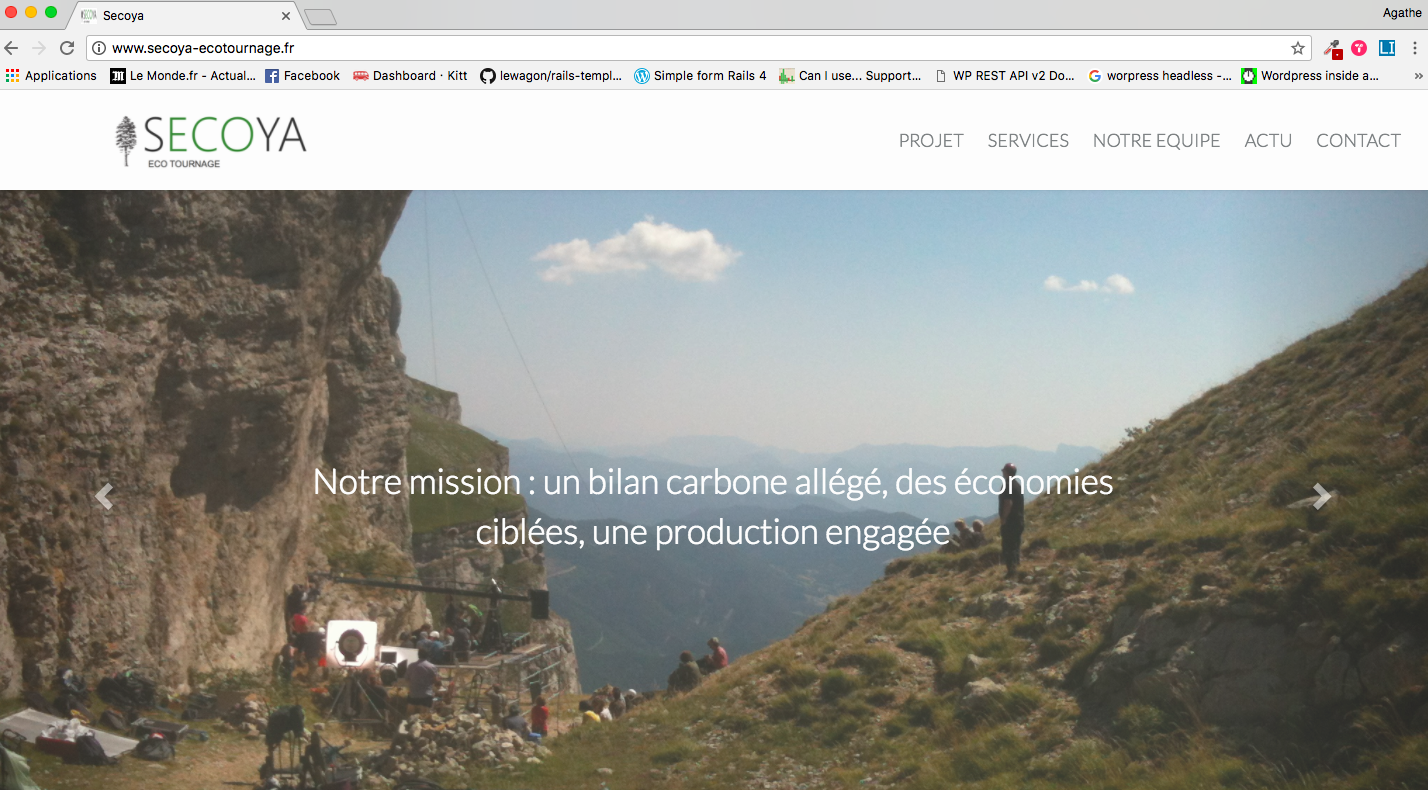 Secoya
Agathe
www.secoya-ecotournage.fr
Applications
Le Monde.fr - Actual...
Facebook
Dashboard · Kitt
lewagon/rails-templ...
Simple form Rails 4
Can I use... Support...
WP REST API v2 Do...
worpress headless -...
Wordpress inside a...
»
SECOYA
ECO TOURNAGE
PROJET
SERVICES
NOTRE EQUIPE
ACTU
CONTACT
Notre mission : un bilan carbone allégé, des économies
ciblées, une production engagée